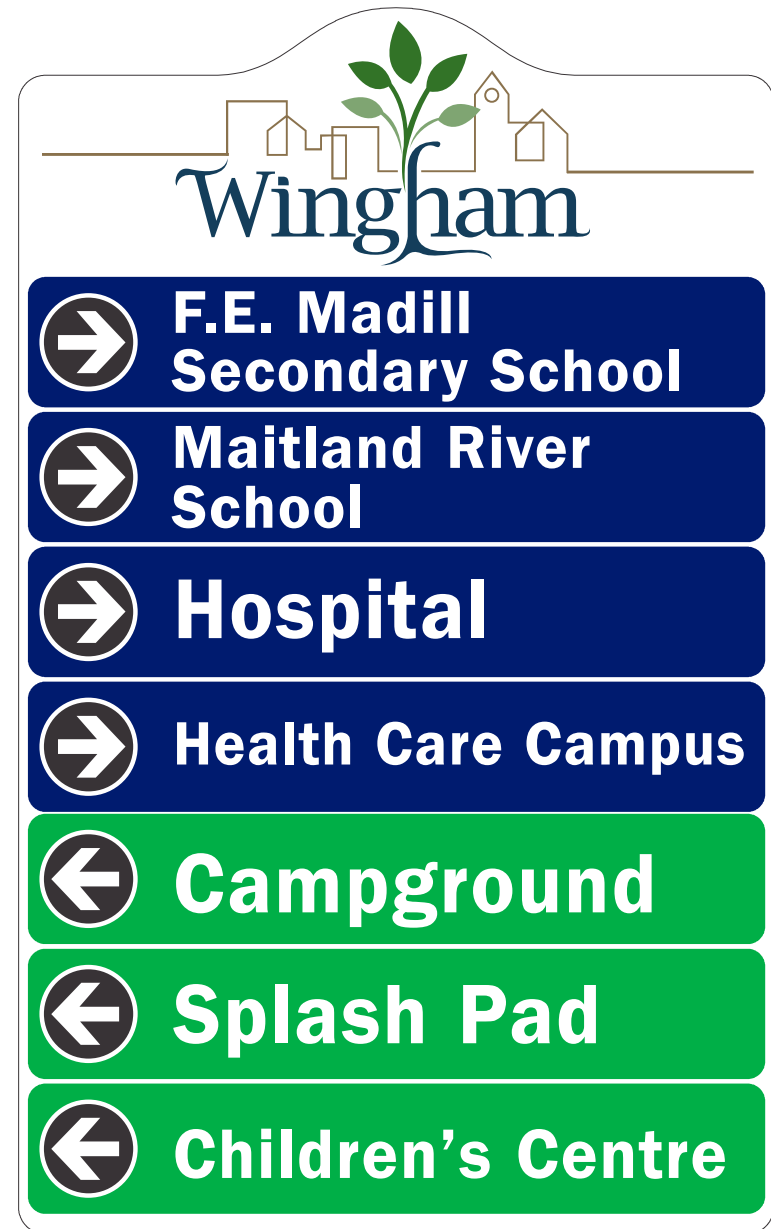 Wingham
F.E. Madill
Secondary School
Maitland River
School
Hospital
Health Care Campus
Campground
Splash Pad
Children’s Centre